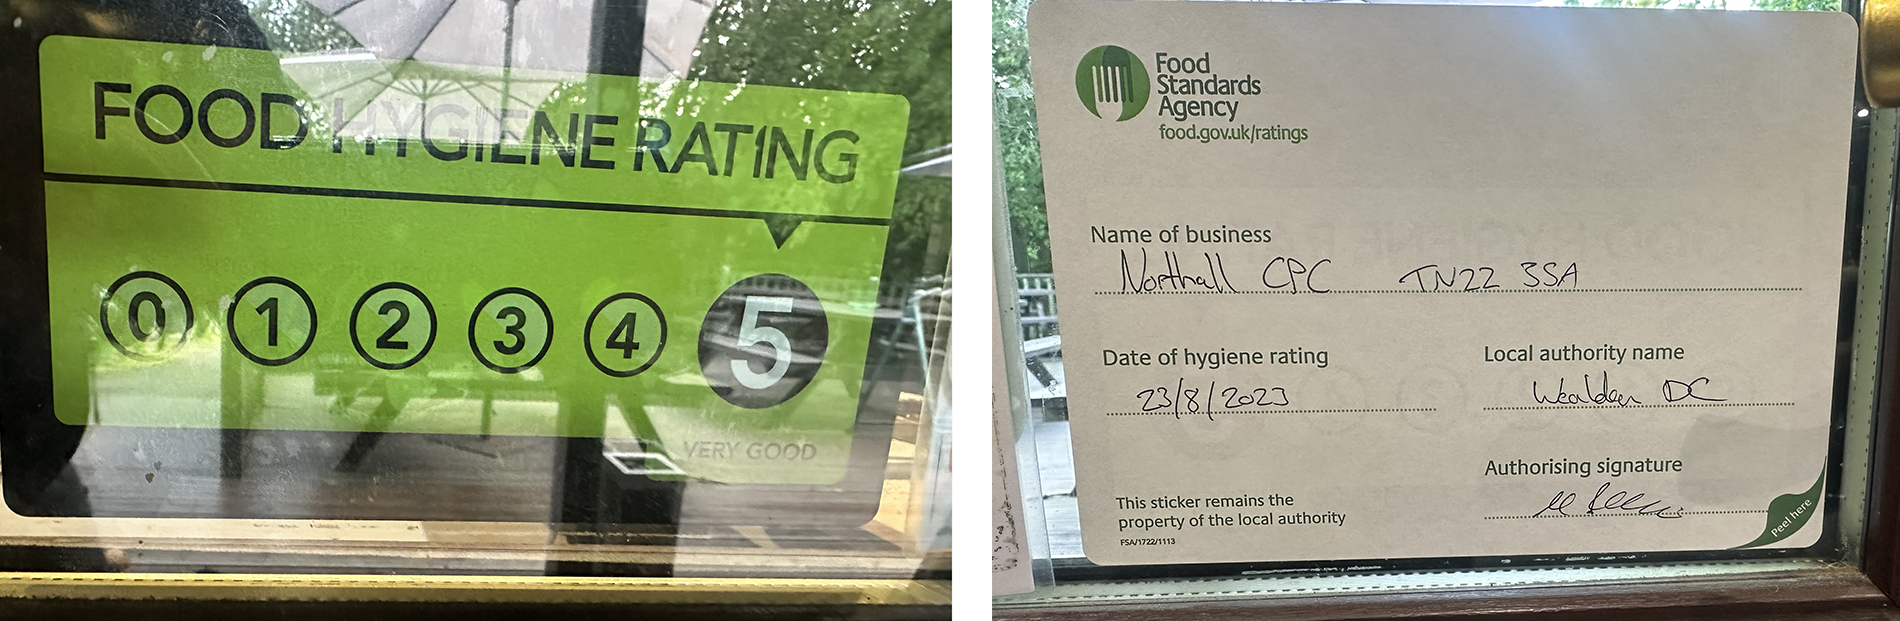 FOOD HYGIENE RATING
0 1 2 3 4 5
VERY GOOD
Food
Standards
Agency
food.gov.uk/ratings
Name of business
Northall CPC TN22 3SA
Date of hygiene rating
23/8/2023
Local authority name
Wealden DC
Authorising signature
This sticker remains the
property of the local authority
FSA/1722/1113
Peel here